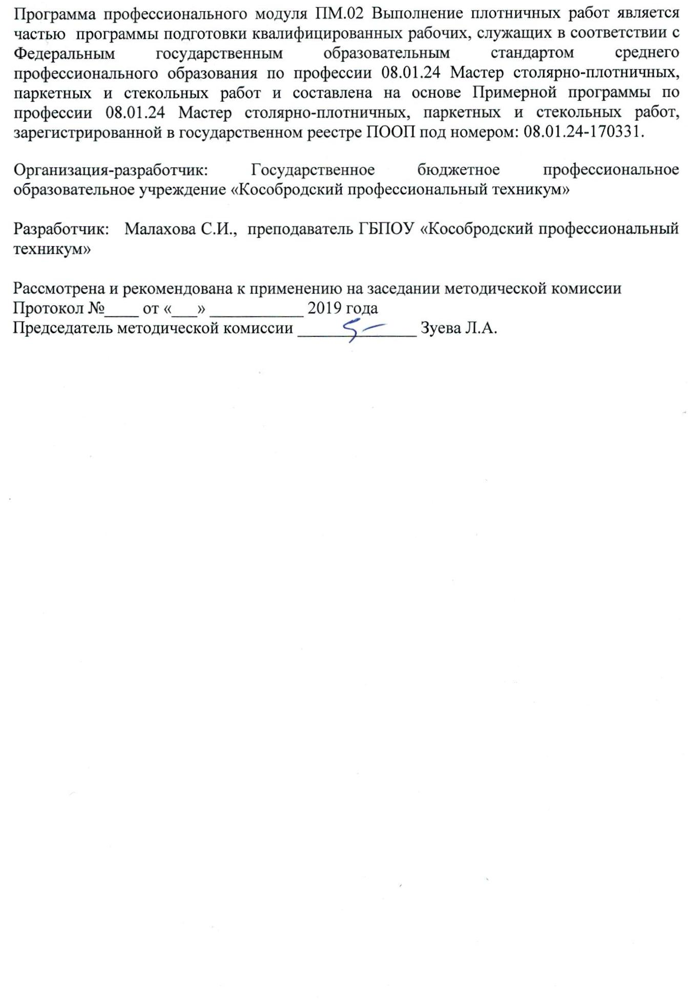 Программа профессионального модуля ПМ.02 Выполнение плотничных работ является
частью программы подготовки квалифицированных рабочих, служащих в соответствии с
Федеральным государственным образовательным стандартом среднего
профессионального образования по профессии 08.01.24 Мастер столярно-плотничных,
паркетных и стекольных работ и составлена на основе Примерной программы по
профессии 08.01.24 Мастер столярно-плотничных, паркетных и стекольных работ,
зарегистрированной в государственном реестре ПООП под номером: 08.01.24-170331.
Организация-разработчик: Государственное бюджетное профессиональное
образовательное учреждение «Кособродский профессиональный техникум»
Разработчик: Малахова С.И., преподаватель ГБПОУ «Кособродский профессиональный
техникум»
Рассмотрена и рекомендована к применению на заседании методической комиссии
Протокол №____ от «___» ___________ 2019 года
Председатель методической комиссии ______________ Зуева Л.А.